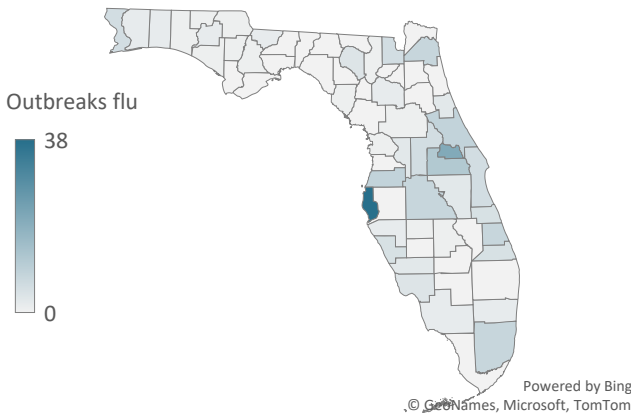 Outbreaks flu
38
0
Powered by Bing
© GeoNames, Microsoft, TomTom